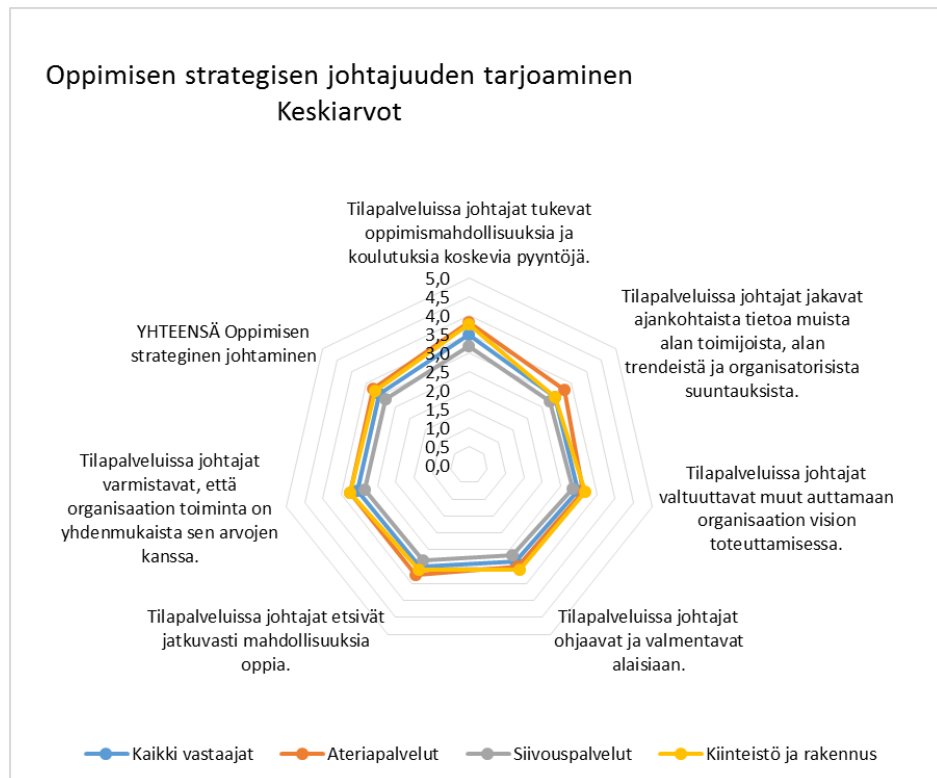 Oppimisen strategisen johtajuuden tarjoaminen
Keskiarvot
Tilapalveluissa johtajat tukevat
oppimismahdollisuuksia ja
koulutuksia koskevia pyyntöjä.
Tilapalveluissa johtajat jakavat
ajankohtaista tietoa muista
alan toimijoista, alan
trendeistä ja organisatorisista
suuntauksista.
Tilapalveluissa johtajat
valtuuttavat muut auttamaan
organisaation vision
toteuttamisessa.
Tilapalveluissa johtajat
ohjaavat ja valmentavat
alaisiaan.
Tilapalveluissa johtajat etsivät
jatkuvasti mahdollisuuksia
oppia.
Tilapalveluissa johtajat
varmistavat, että
organisaation toiminta on
yhdenmukaista sen arvojen
kanssa.
YHTEENSÄ Oppimisen
strateginen johtaminen
5,0
4,5
4,0
3,5
3,0
2,5
2,0
1,5
1,0
0,5
0,0
Kaikki vastaajat
Ateriapalvelut
Siivouspalvelut
Kiinteistö ja rakennus